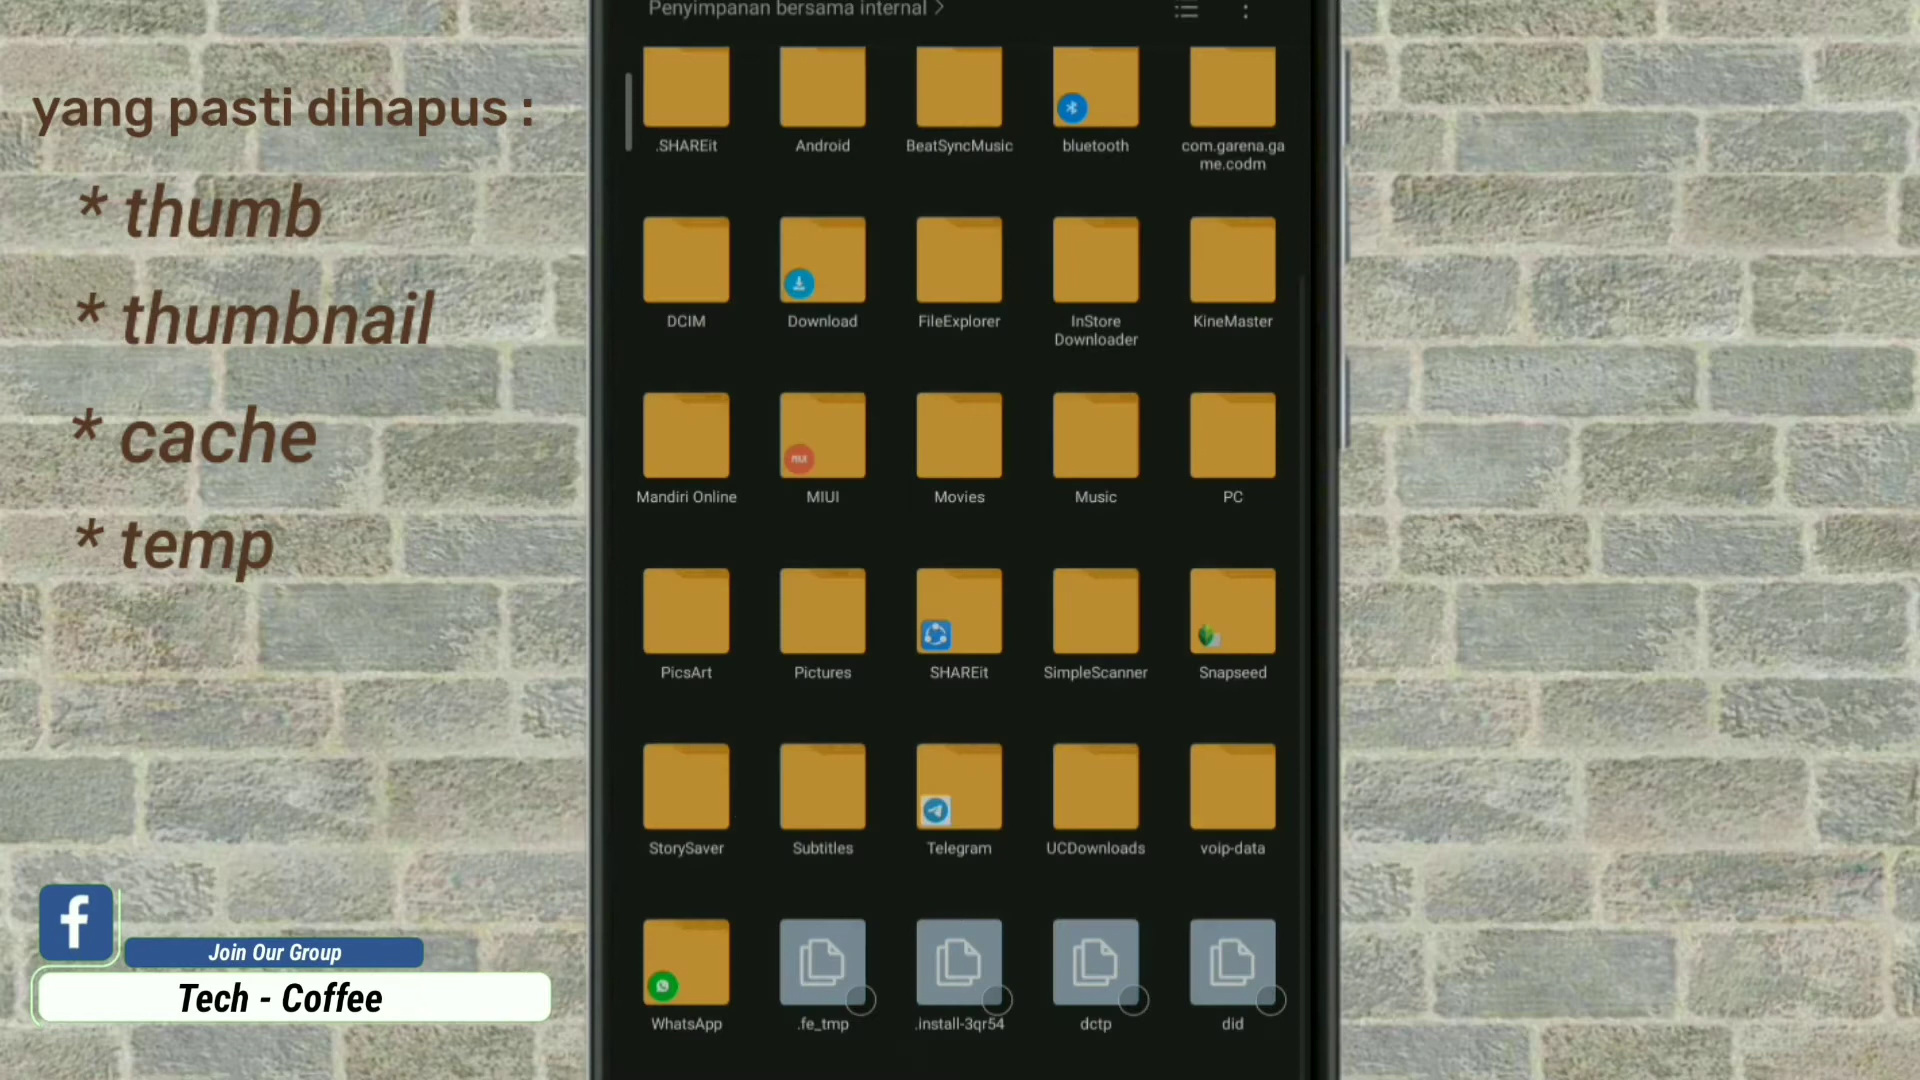 Penyimpanan bersama internal >
yang pasti dihapus :
* thumb
* thumbnail
* cache
* temp
.SHAREit
Android
BeatSyncMusic
bluetooth
com.garena.ga
me.codm
DCIM
Download
FileExplorer
InStore
Downloader
KineMaster
Mandiri Online
MIUI
Movies
Music
PC
PicsArt
Pictures
SHAREit
SimpleScanner
Snapseed
StorySaver
Subtitles
Telegram
UCDownloads
voip-data
WhatsApp
.fe_tmp
.install-3qr54
dctp
did
Join Our Group
Tech - Coffee